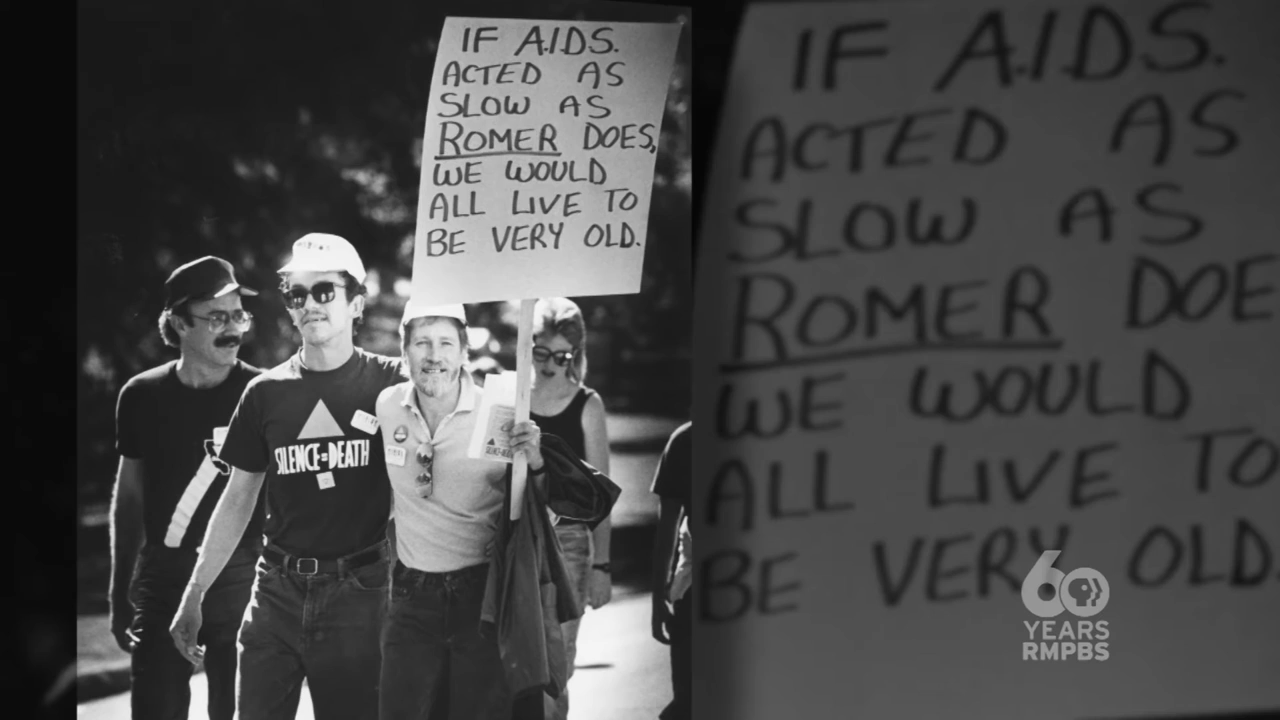 IF A.I.D.S.
ACTED AS
SLOW AS
ROMER DOES,
WE WOULD
ALL LIVE TO
BE VERY OLD.
SILENCE=DEATH
IF A.I.D.S.
ACTED AS
SLOW AS
ROMER DOE
WE WOULD
ALL LIVE TO
BE VERY OLD.
60
YEARS
RMPBS